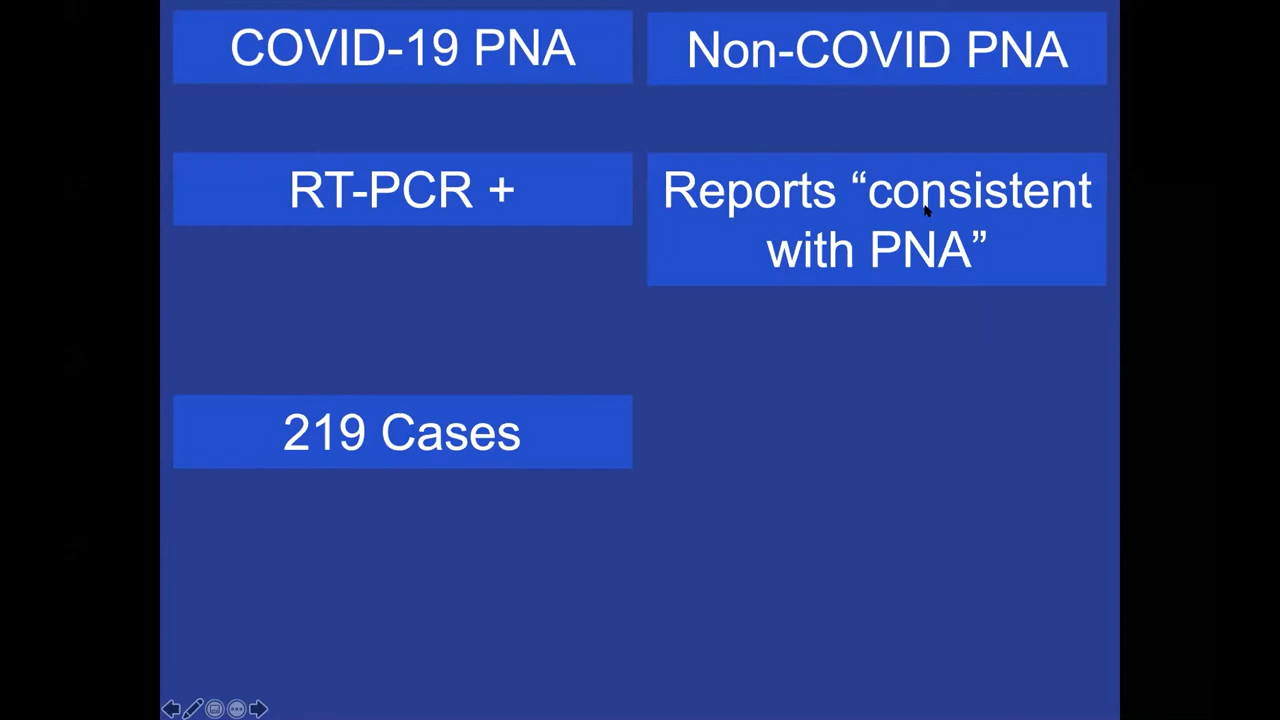 COVID-19 PNA
Non-COVID PNA
RT-PCR +
Reports “consistent
with PNA”
219 Cases